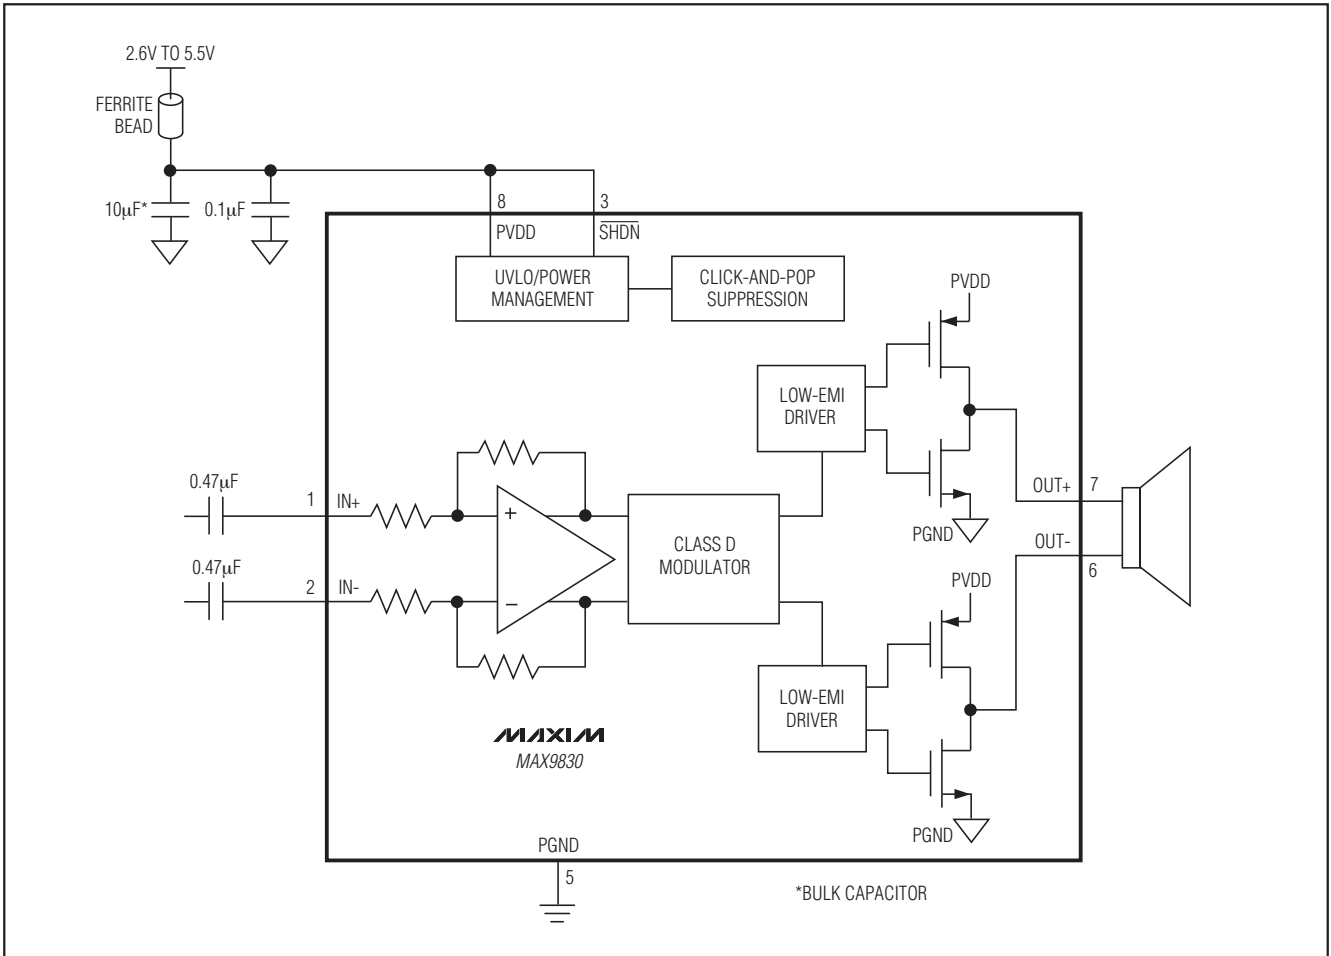 2.6V TO 5.5V
FERRITE
BEAD
10μF*
0.1μF
8
3
PVDD
SHDN
UVLO/POWER
MANAGEMENT
CLICK-AND-POP
SUPPRESSION
PVDD
LOW-EMI
DRIVER
0.47μF
1
IN+
+
CLASS D
MODULATOR
OUT+
7
PGND
OUT-
6
0.47μF
2
IN-
−
PVDD
LOW-EMI
DRIVER
MAXIM
MAX9830
PGND
PGND
5
*BULK CAPACITOR